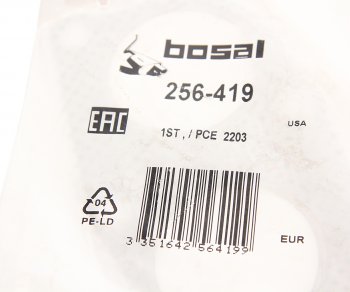 bosal
256-419
EAC
USA
1ST , / PCE 2203
04
PE-LD
EUR
3 351642 564199